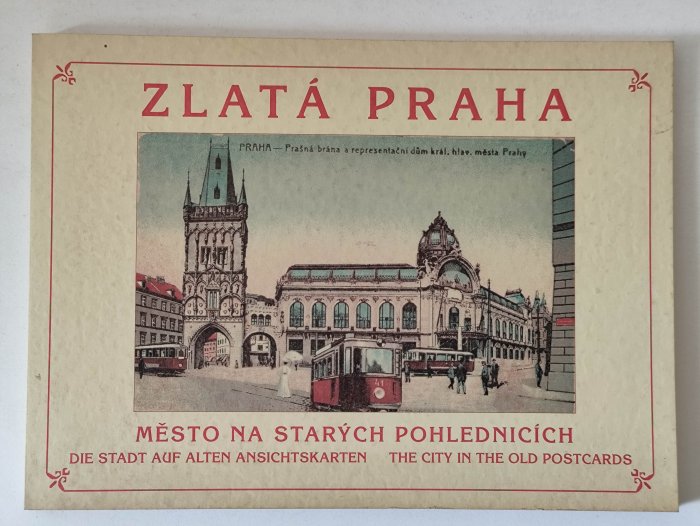 ZLATÁ PRAHA
PRAHA — Prašná brána a representační dům král. hlav. města Prahy
41
MĚSTO NA STARÝCH POHLEDNICÍCH
DIE STADT AUF ALTEN ANSICHTSKARTEN THE CITY IN THE OLD POSTCARDS